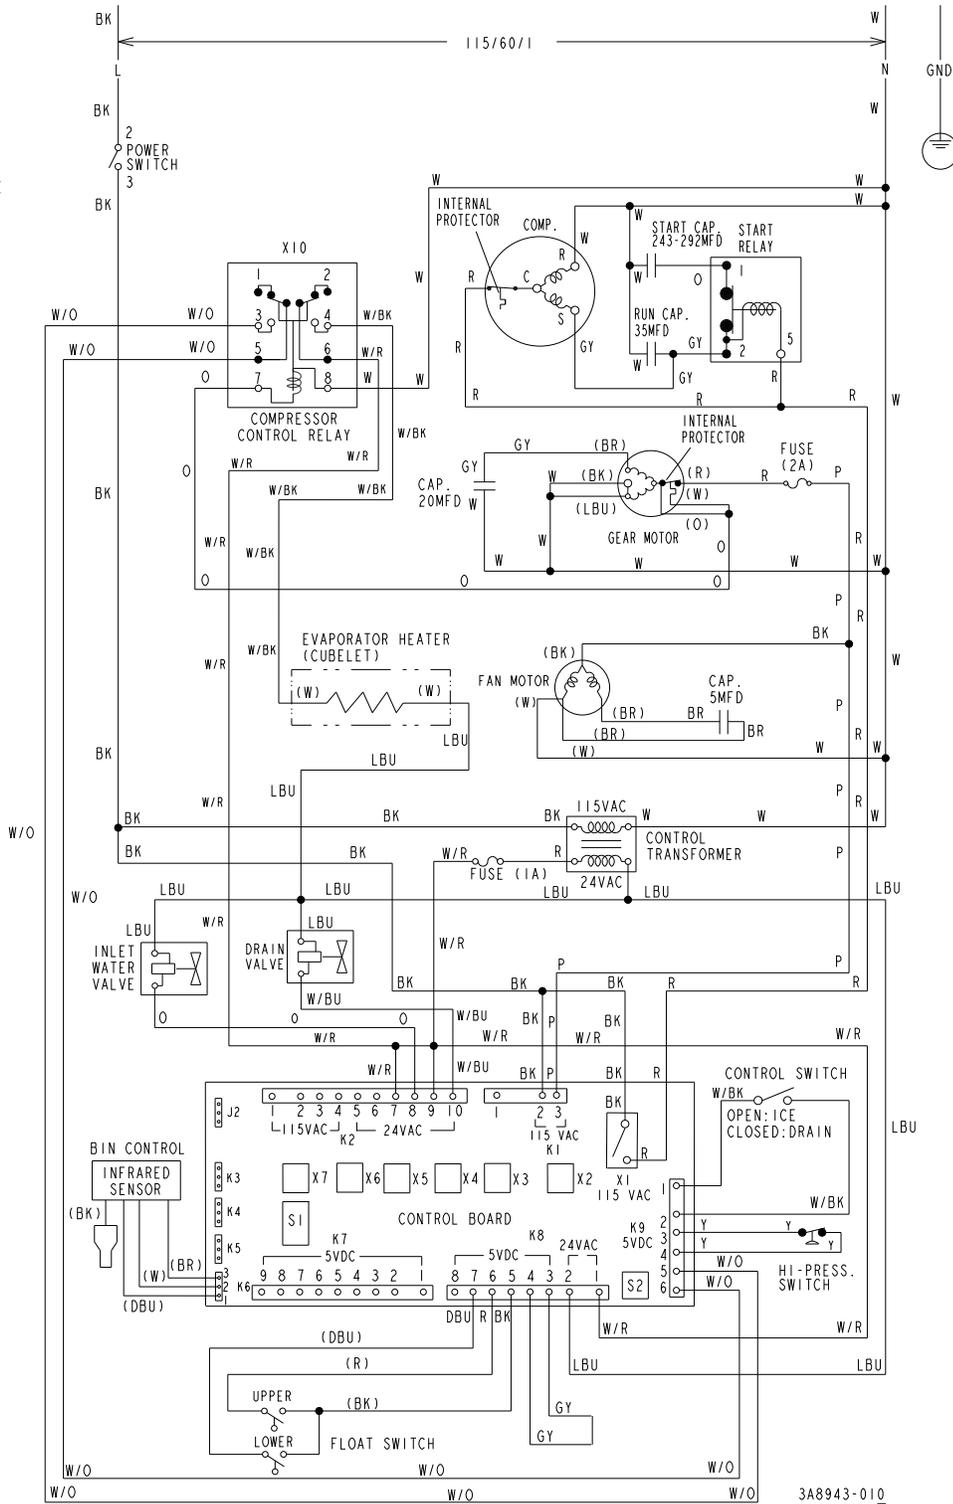 BK
W
115/60/1
L
N
GND
BK
W
2
POWER
SWITCH
3
BK
W
W
W
INTERNAL
PROTECTOR
COMP.
W
START CAP.
243-292MFD
START
RELAY
X10
1
2
W
R
R
C
S
O
1
W/O
W/O
3
4
W/BK
RUN CAP.
35MFD
GY
2
5
W/O
W/O
5
6
W/R
R
GY
W
O
7
8
W
W
GY
R
R
R
R
W
COMPRESSOR
CONTROL RELAY
W/BK
INTERNAL
PROTECTOR
W/R
W/R
GY
(BR)
FUSE
(2A)
O
GY
W
(BK)
(R)
R
P
BK
W/BK
W/BK
CAP.
20MFD
W
(LBU)
(W)
(O)
GEAR MOTOR
R
W/R
W/BK
W
O
W
W
W
O
O
O
P
BK
EVAPORATOR HEATER
(CUBELET)
W/BK
W/R
(BK)
W
(W)
(W)
FAN MOTOR
(W)
CAP.
5MFD
P
(BR)
BR
BR
(BR)
R
LBU
(W)
W
W
BK
LBU
LBU
P
W/R
R
115VAC
BK
BK
W
W
W
W/O
CONTROL
TRANSFORMER
BK
BK
W/R
R
P
FUSE (1A)
24VAC
LBU
LBU
LBU
LBU
LBU
W/O
W/R
LBU
LBU
INLET
WATER
VALVE
DRAIN
VALVE
W/R
P
P
BK
BK
BK
R
R
W/BU
O
O
O
W/BU
BK
P
BK
W/R
W/R
W/R
W/R
W/R
W/BU
BK
P
BK
R
CONTROL SWITCH
W/BK
OPEN:ICE
CLOSED:DRAIN
J2
1 2 3 4 5 6 7 8 9 10
115VAC
K2
24VAC
1 2 3
115 VAC
K1
BK
R
X1
115 VAC
LBU
BIN CONTROL
INFRARED
SENSOR
K3
X7
X6
X5
X4
X3
X2
1
W/BK
(BK)
K4
S1
CONTROL BOARD
K9
5VDC
2
3
4
5
6
Y
Y
Y
Y
K5
K7
5VDC
K8
5VDC
24VAC
W/O
W/O
HI-PRESS.
SWITCH
(BR)
(W)
(DBU)
3
2
1
K6
9 8 7 6 5 4 3 2 1
8 7 6 5 4 3 2 1
S2
DBU
R
BK
W/R
W/R
(DBU)
(R)
LBU
LBU
UPPER
(BK)
GY
GY
LOWER
FLOAT SWITCH
W/O
W/O
W/O
W/O
W/O
W/O
3A8943-010